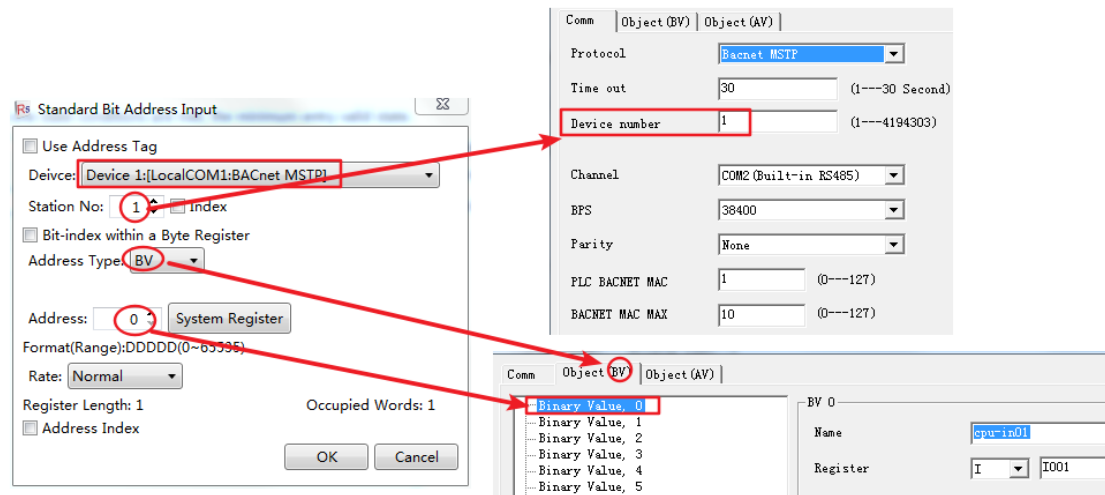 Rs Standard Bit Address Input
Use Address Tag
Deivce: Device 1:[LocalCOM1:BACnet MSTP]
Station No: 1 Index
Bit-index within a Byte Register
Address Type: BV
Address: 0 System Register
Format(Range):DDDDD(0~65535)
Rate: Normal
Register Length: 1 Occupied Words: 1
Address Index
OK Cancel
Comm Object(BV) Object(AV)
Protocol Bacnet MSTP
Time out 30 (1---30 Second)
Device number 1 (1---4194303)
Channel COM2(Built-in RS485)
BPS 38400
Parity None
PLC BACNET MAC 1 (0---127)
BACNET MAC MAX 10 (0---127)
Comm Object(BV) Object(AV)
Binary Value, 0
Binary Value, 1
Binary Value, 2
Binary Value, 3
Binary Value, 4
Binary Value, 5
BV 0
Name cpu-in01
Register I I001